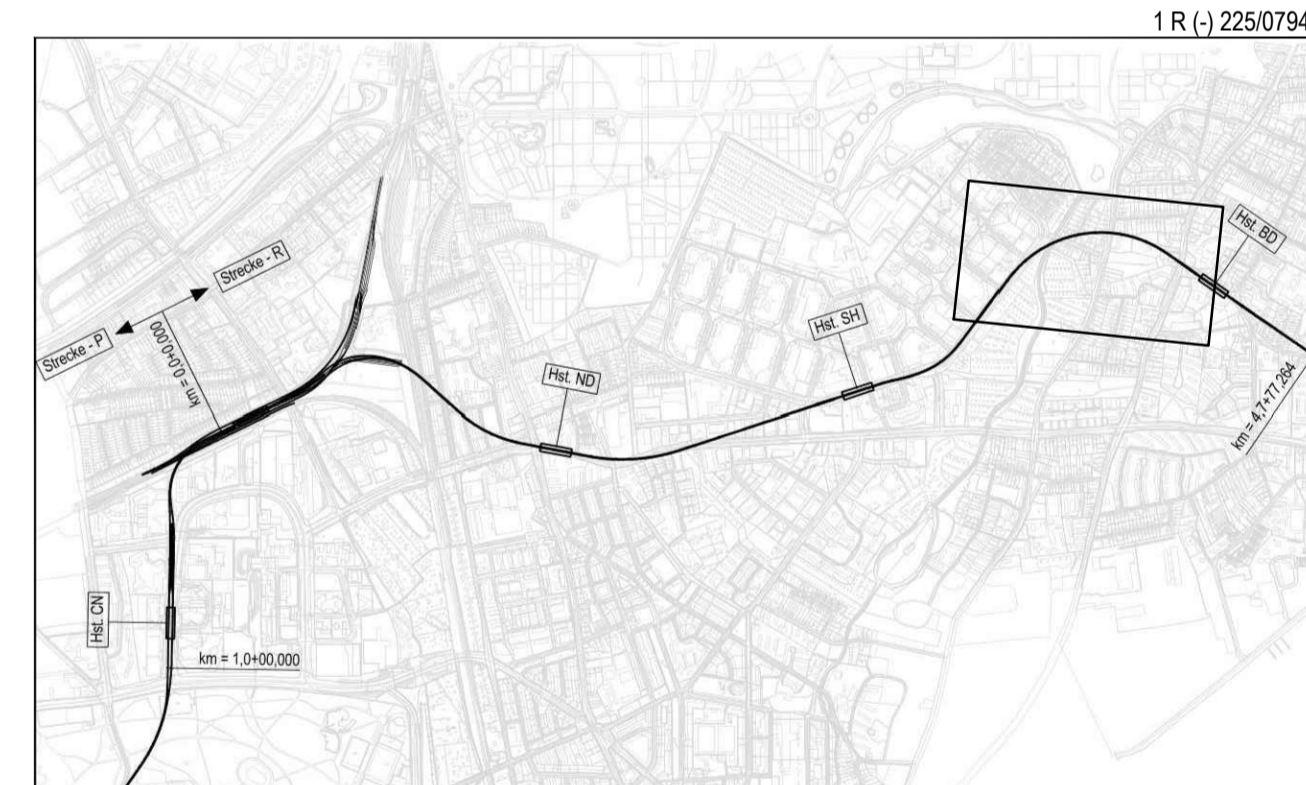 1 R (-) 225/0794
Strecke - R
Strecke - P
km = 0,0+0,000
Hst. BD
Hst. SH
Hst. ND
km = 4,7+77,264
Hst. CN
km = 1,0+00,000